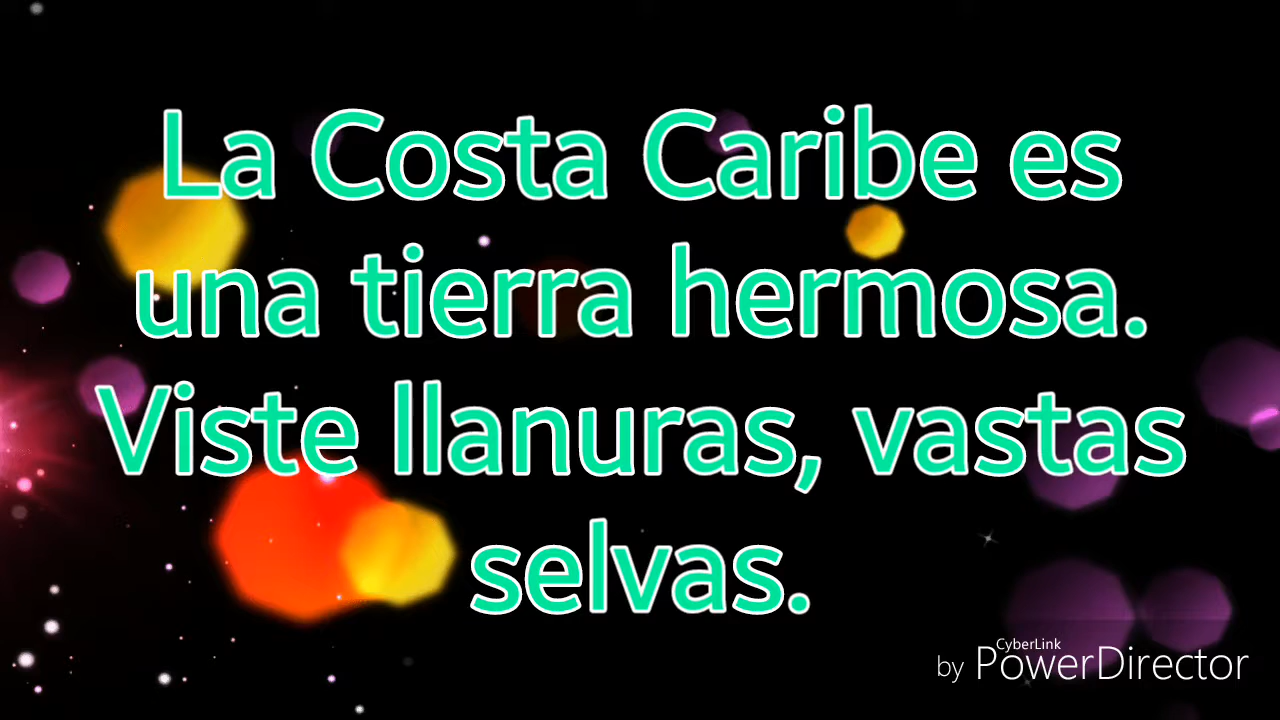 La Costa Caribe es
una tierra hermosa.
Viste llanuras, vastas
selvas.
CyberLink
by PowerDirector